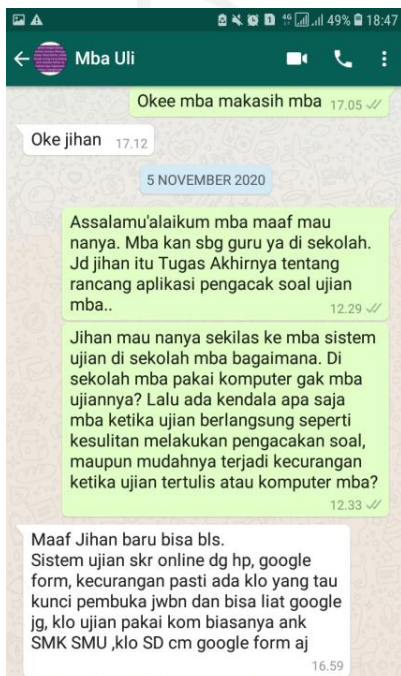 49% 18:47
Mba Uli
Okee mba makasih mba 17.05
Oke jihan 17.12
5 NOVEMBER 2020
Assalamu'alaikum mba maaf mau
nanya. Mba kan sbg guru ya di sekolah.
Jd jihan itu Tugas Akhirnya tentang
rancang aplikasi pengacak soal ujian
mba..
12.29
Jihan mau nanya sekilas ke mba sistem
ujian di sekolah mba bagaimana. Di
sekolah mba pakai komputer gak mba
ujiannya? Lalu ada kendala apa saja
mba ketika ujian berlangsung seperti
kesulitan melakukan pengacakan soal,
maupun mudahnya terjadi kecurangan
ketika ujian tertulis atau komputer mba?
12.33
Maaf Jihan baru bisa bls.
Sistem ujian skr online dg hp, google
form, kecurangan pasti ada klo yang tau
kunci pembuka jwbn dan bisa liat google
jg, klo ujian pakai kom biasanya ank
SMK SMU ,klo SD cm google form aj
16.59